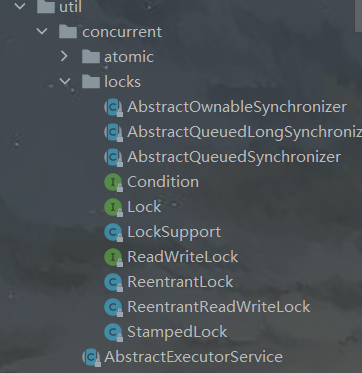 util
concurrent
atomic
locks
AbstractOwnableSynchronizer
AbstractQueuedLongSynchroniz
AbstractQueuedSynchronizer
Condition
Lock
LockSupport
ReadWriteLock
ReentrantLock
ReentrantReadWriteLock
StampedLock
AbstractExecutorService